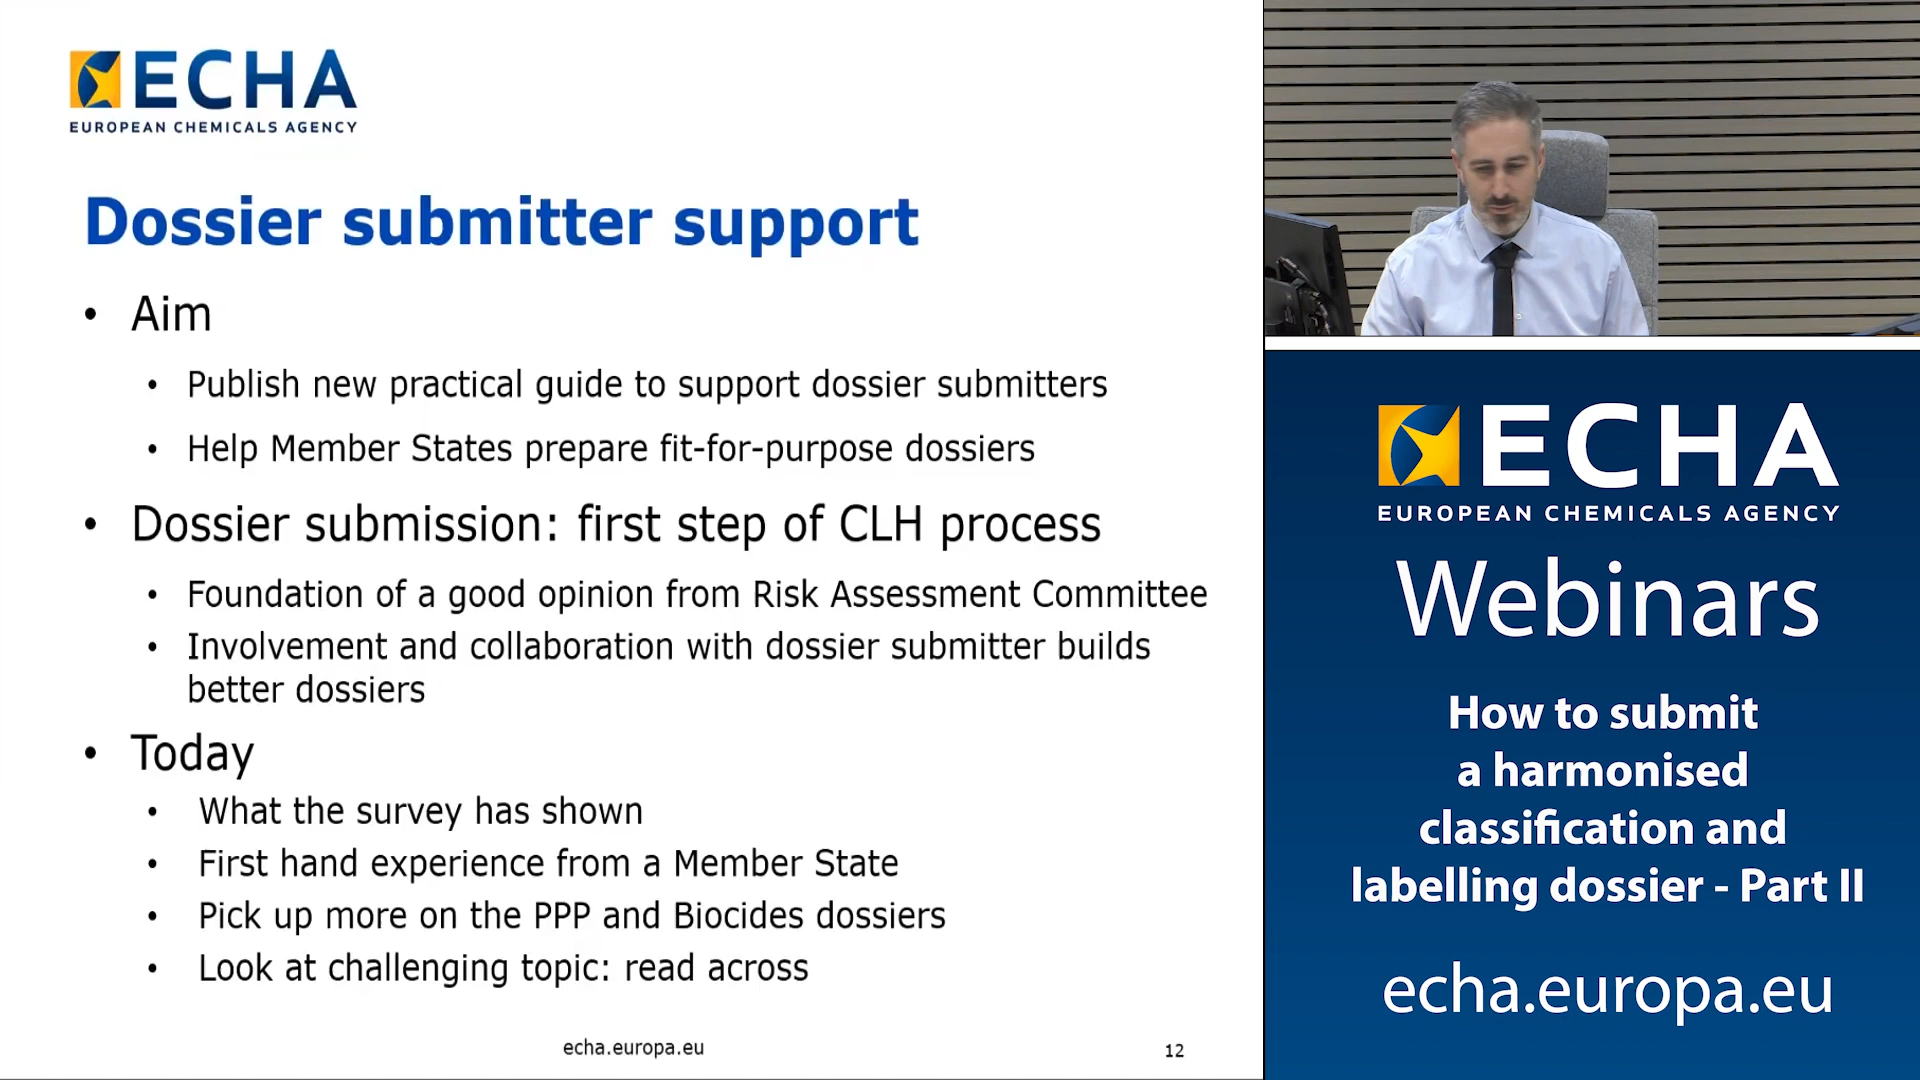 ECHA
EUROPEAN CHEMICALS AGENCY
Dossier submitter support
• Aim
• Publish new practical guide to support dossier submitters
• Help Member States prepare fit-for-purpose dossiers
• Dossier submission: first step of CLH process
• Foundation of a good opinion from Risk Assessment Committee
• Involvement and collaboration with dossier submitter builds
better dossiers
• Today
• What the survey has shown
• First hand experience from a Member State
• Pick up more on the PPP and Biocides dossiers
• Look at challenging topic: read across
echa.europa.eu
12
ECHA
EUROPEAN CHEMICALS AGENCY
Webinars
How to submit
a harmonised
classification and
labelling dossier - Part II
echa.europa.eu